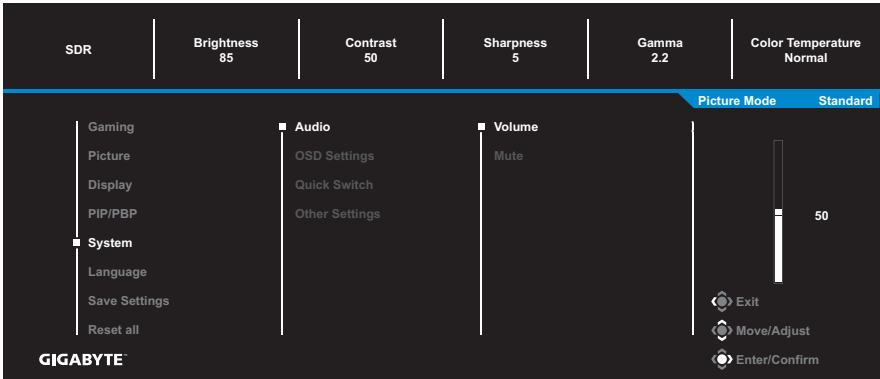 SDR
Brightness
85
Contrast
50
Sharpness
5
Gamma
2.2
Color Temperature
Normal
Picture Mode Standard
Gaming
Picture
Display
PIP/PBP
System
Language
Save Settings
Reset all
Audio
OSD Settings
Quick Switch
Other Settings
Volume
Mute
50
Exit
Move/Adjust
Enter/Confirm
GIGABYTE™